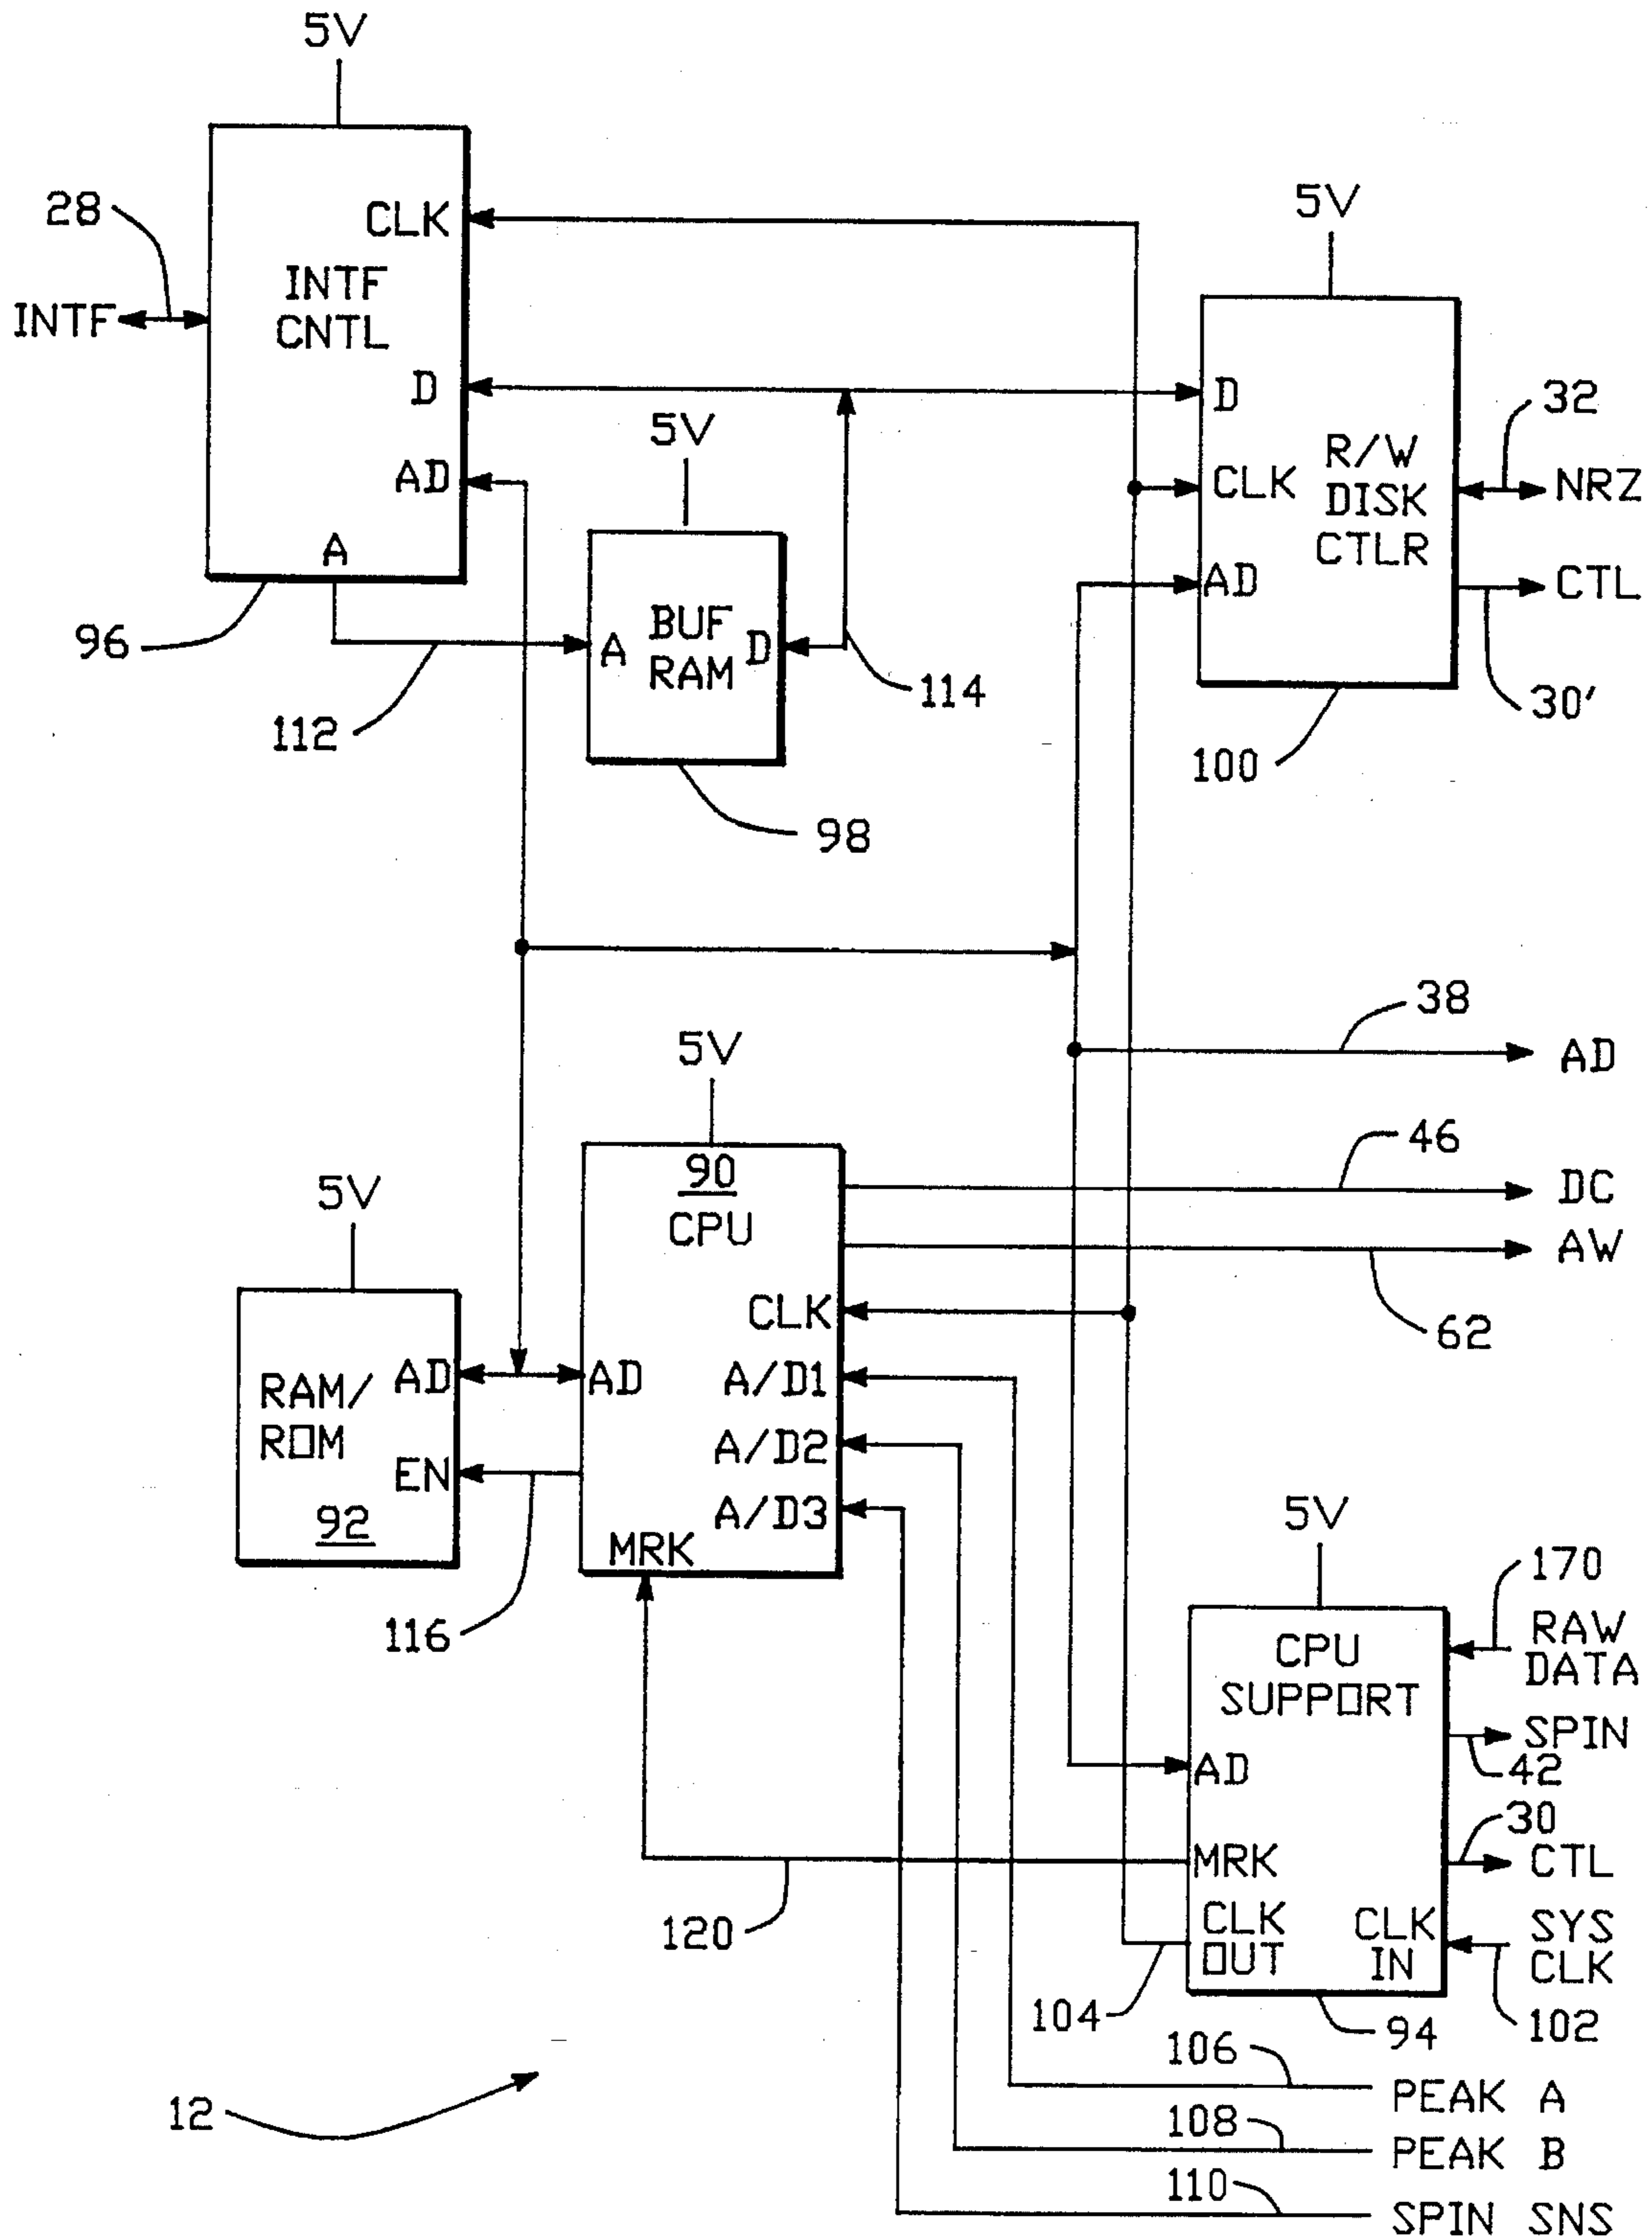 5V
28
CLK
5V
INTF
INTF
CNTL
D
5V
D
32
R/W
DISK
CTLR
AD
CLK
NRZ
A
AD
CTL
96
A
BUF
RAM
D
114
30'
112
100
98
38
AD
5V
46
90
CPU
DC
5V
AW
CLK
62
RAM/
ROM
AD
AD
A/D1
A/D2
EN
A/D3
92
MRK
5V
170
116
CPU
SUPPORT
RAW
DATA
SPIN
42
AD
30
MRK
CTL
120
CLK
OUT
CLK
IN
SYS
CLK
104
94
102
106
PEAK A
12
108
PEAK B
110
SPIN SNS